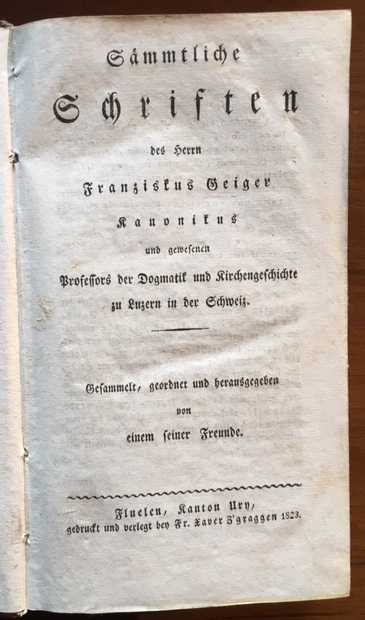 Sämmtliche
Schriften
des Herrn
Franziskus Geiger
Kanonikus
und gewesenen
Professors der Dogmatik und Kirchengeschichte
zu Luzern in der Schweiz.
Gesammelt, geordnet und herausgegeben
von
einem seiner Freunde.
Fluelen, Kanton Ury,
gedruckt und verlegt bey Fr. Xaver Z'graggen 1823.